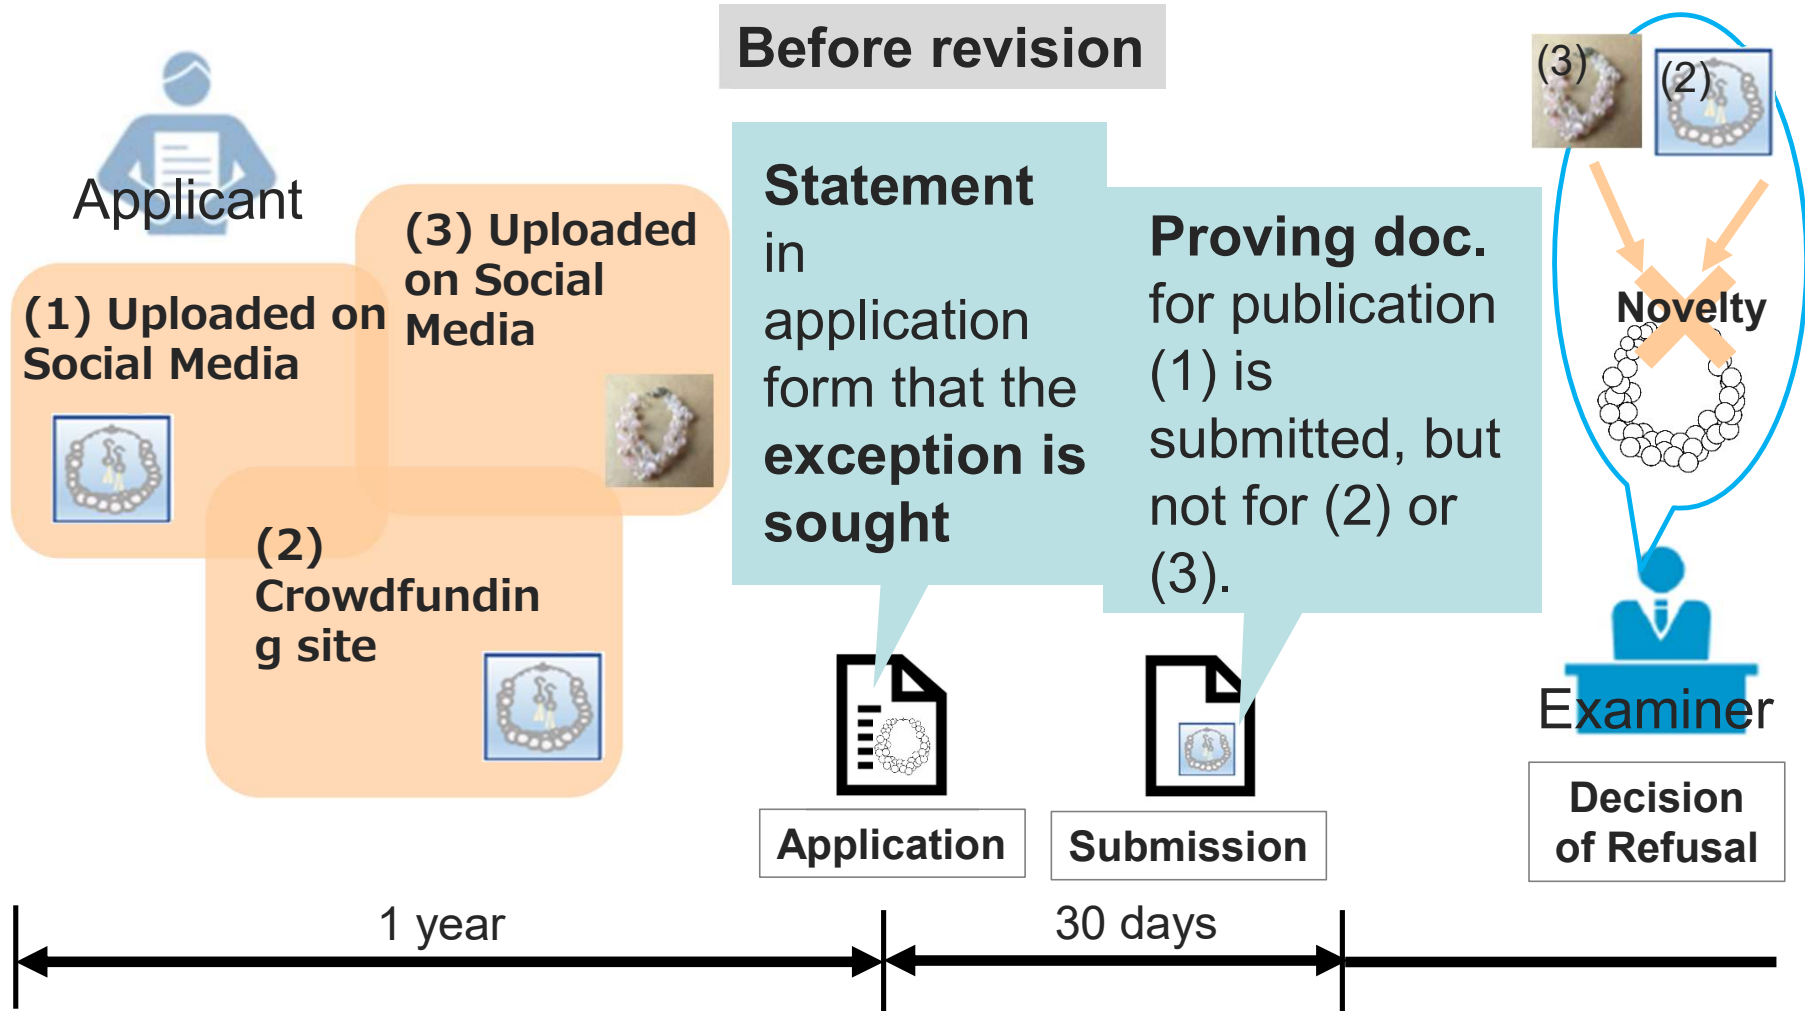 Before revision
Applicant
(1) Uploaded on
Social Media
(3) Uploaded
on Social
Media
(2)
Crowdfundin
g site
Statement
in
application
form that the
exception is
sought
Proving doc.
for publication
(1) is
submitted, but
not for (2) or
(3).
(3)
(2)
Novelty
Examiner
Application
Submission
Decision
of Refusal
1 year
30 days